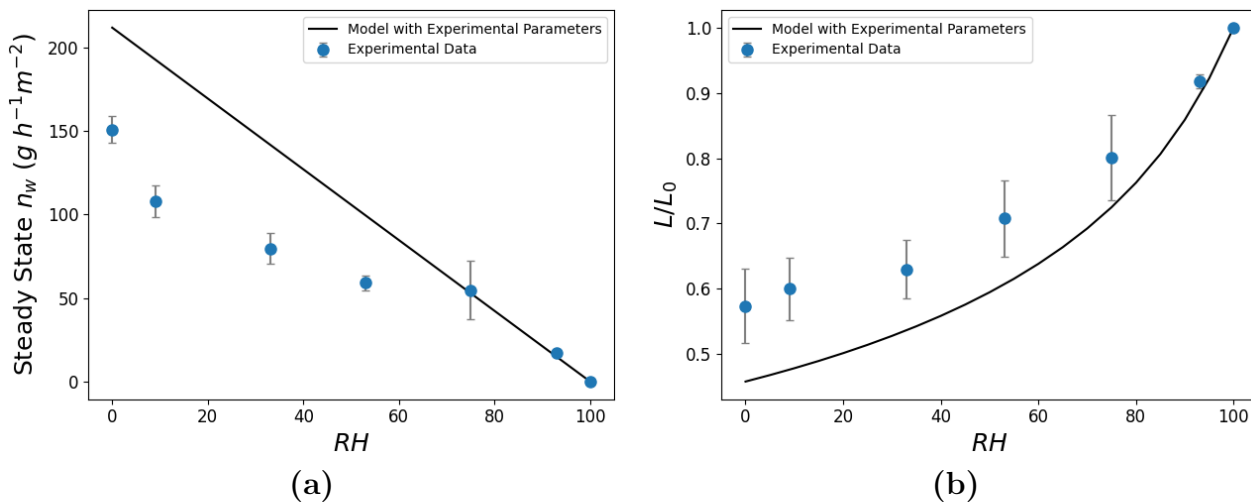 Steady State n_w (g h^{-1}m^{-2})
200
150
100
50
0
Model with Experimental Parameters
Experimental Data
0 20 40 60 80 100
RH
(a)
L/L_0
1.0
0.9
0.8
0.7
0.6
0.5
Model with Experimental Parameters
Experimental Data
0 20 40 60 80 100
RH
(b)